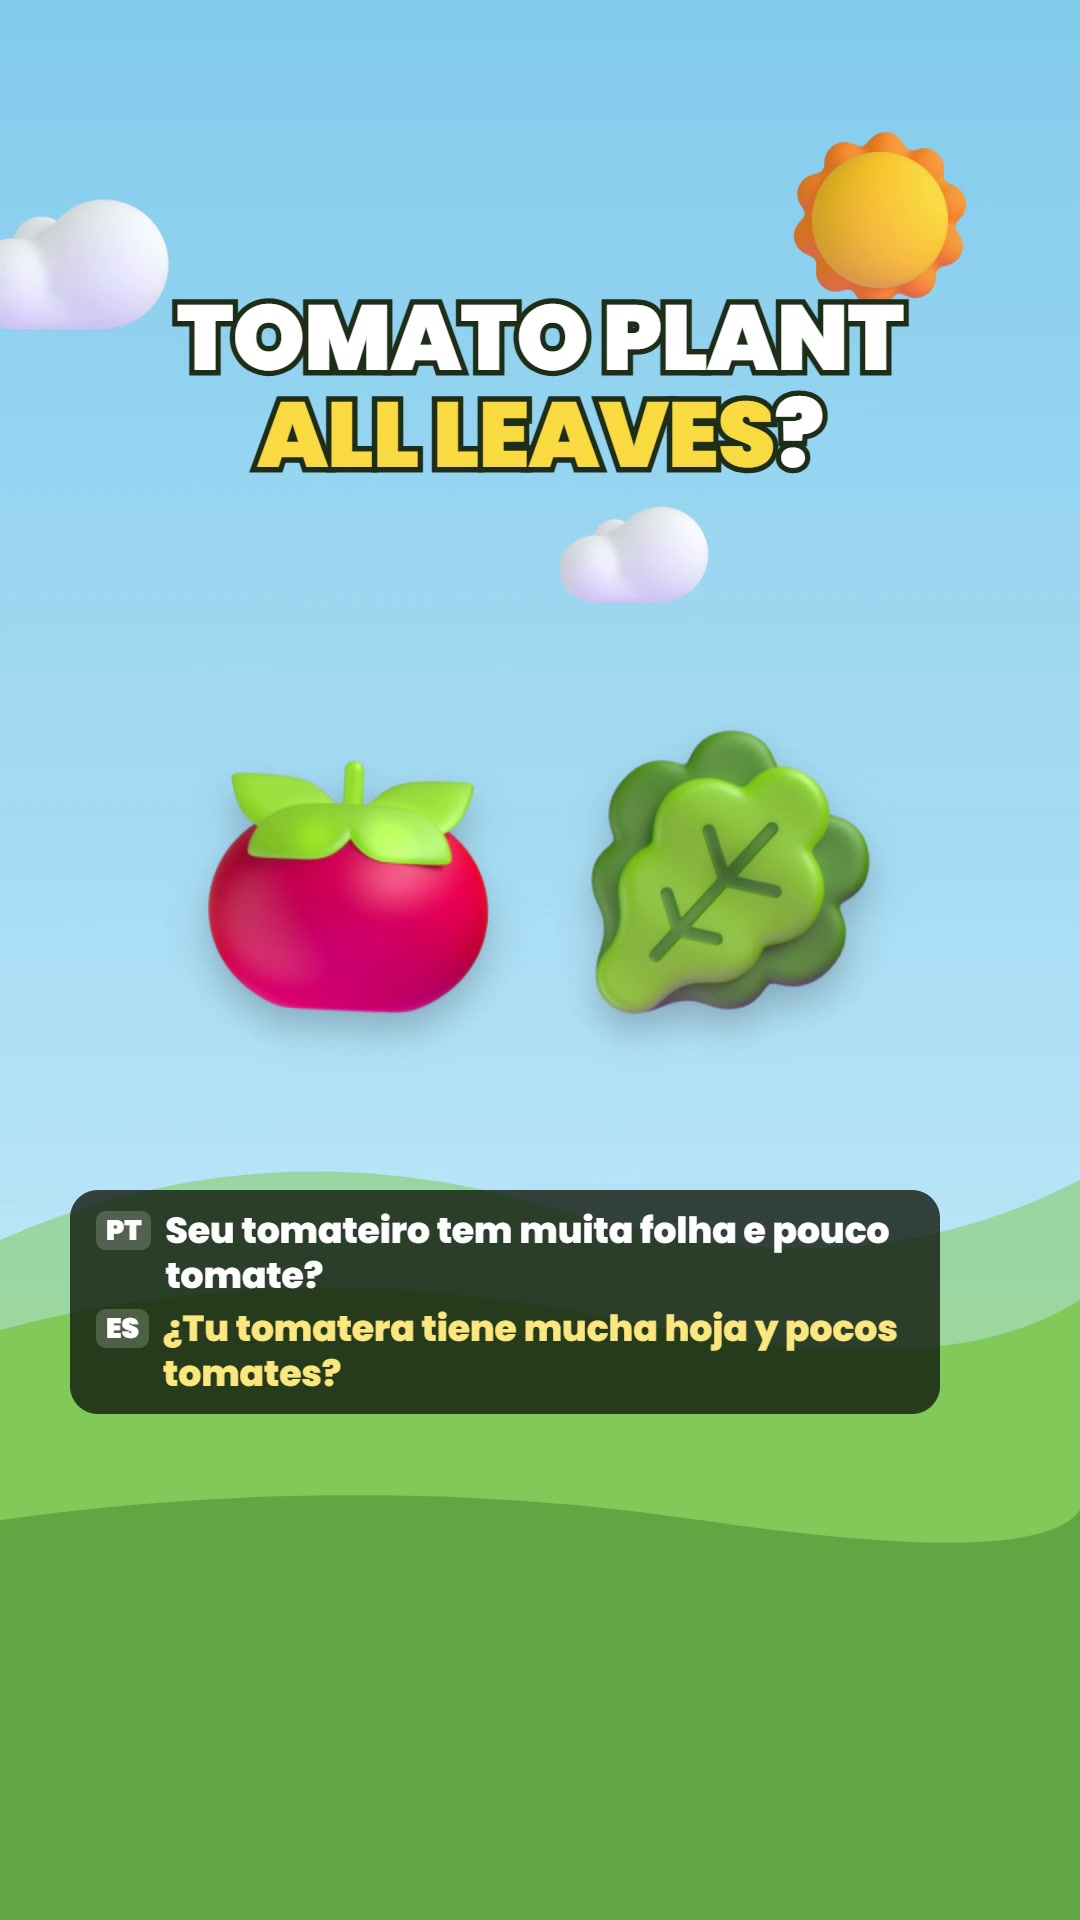 TOMATO PLANT
ALL LEAVES?
PT Seu tomateiro tem muita folha e pouco
tomate?
ES ¿Tu tomatera tiene mucha hoja y pocos
tomates?